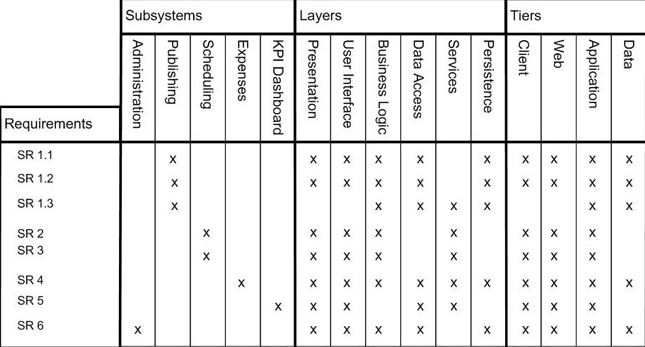 Subsystems Layers Tiers
Administration
Publishing
Scheduling
Expenses
KPI Dashboard
Presentation
User Interface
Business Logic
Data Access
Services
Persistence
Client
Web
Application
Data
Requirements
SR 1.1 x x x x x x x x x x
SR 1.2 x x x x x x x x x x
SR 1.3 x x x x x x x
SR 2 x x x x x x x x
SR 3 x x x x x x x x
SR 4 x x x x x x x x x x x
SR 5 x x x x x x x x
SR 6 x x x x x x x x x x